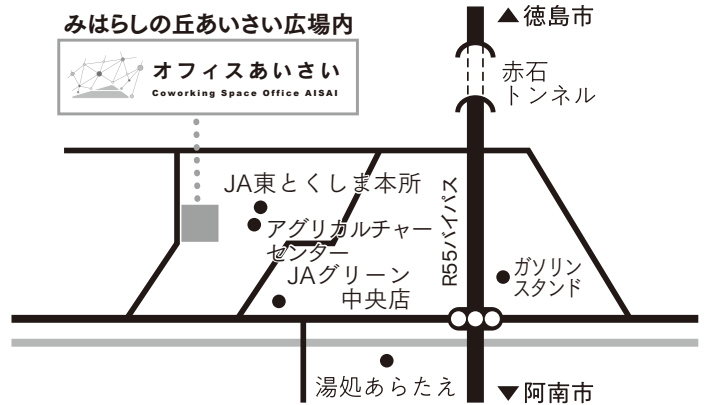 みはらしの丘あいさい広場内
オフィスあいさい
Coworking Space Office AISAI
▲徳島市
赤石
トンネル
JA東とくしま本所
アグリカルチャー
センター
JAグリーン
中央店
R55バイパス
ガソリン
スタンド
湯処あらたえ
▼阿南市